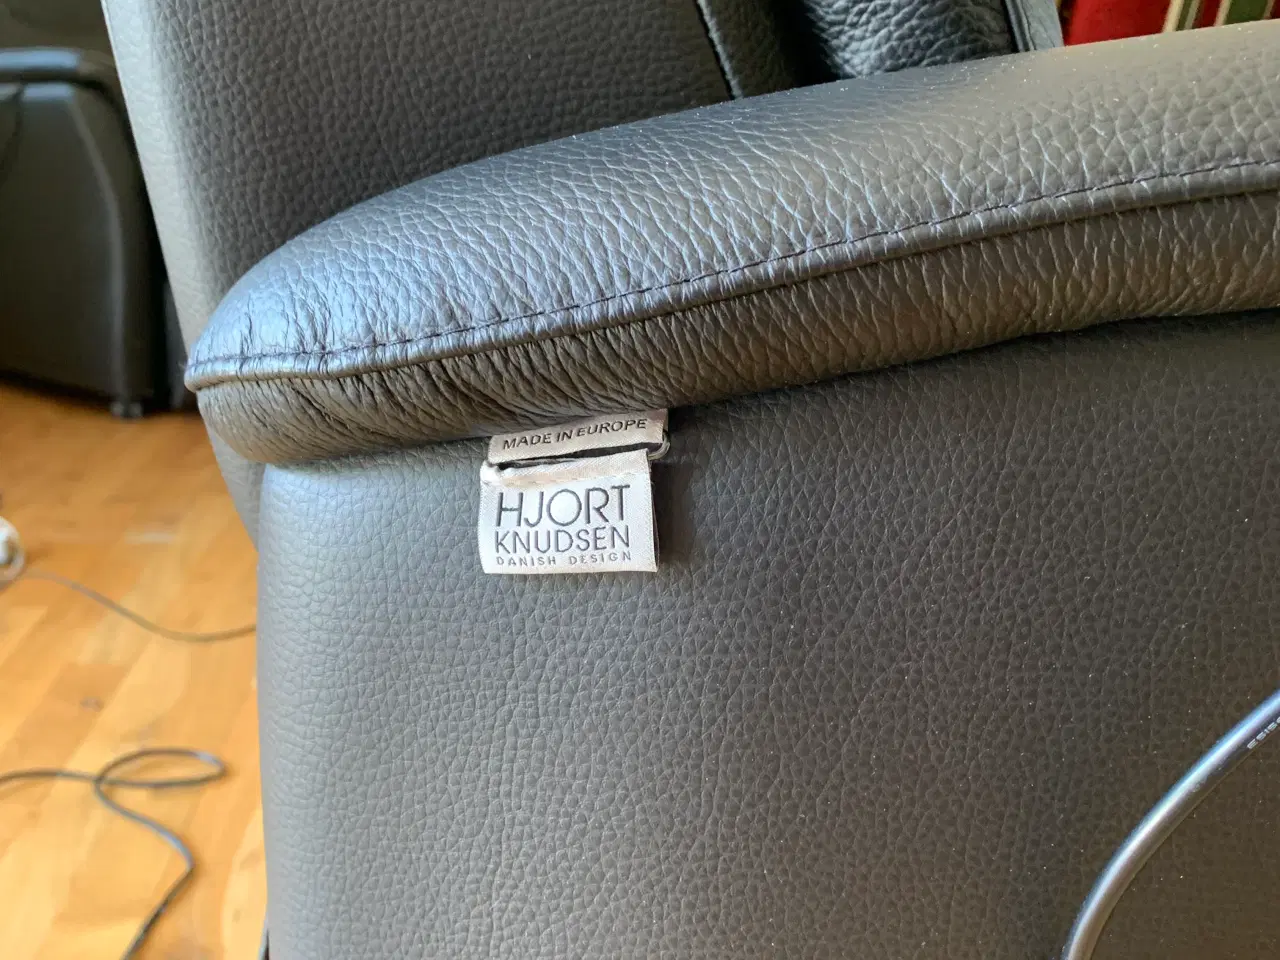 MADE IN EUROPE
HJORT
KNUDSEN
DANISH DESIGN